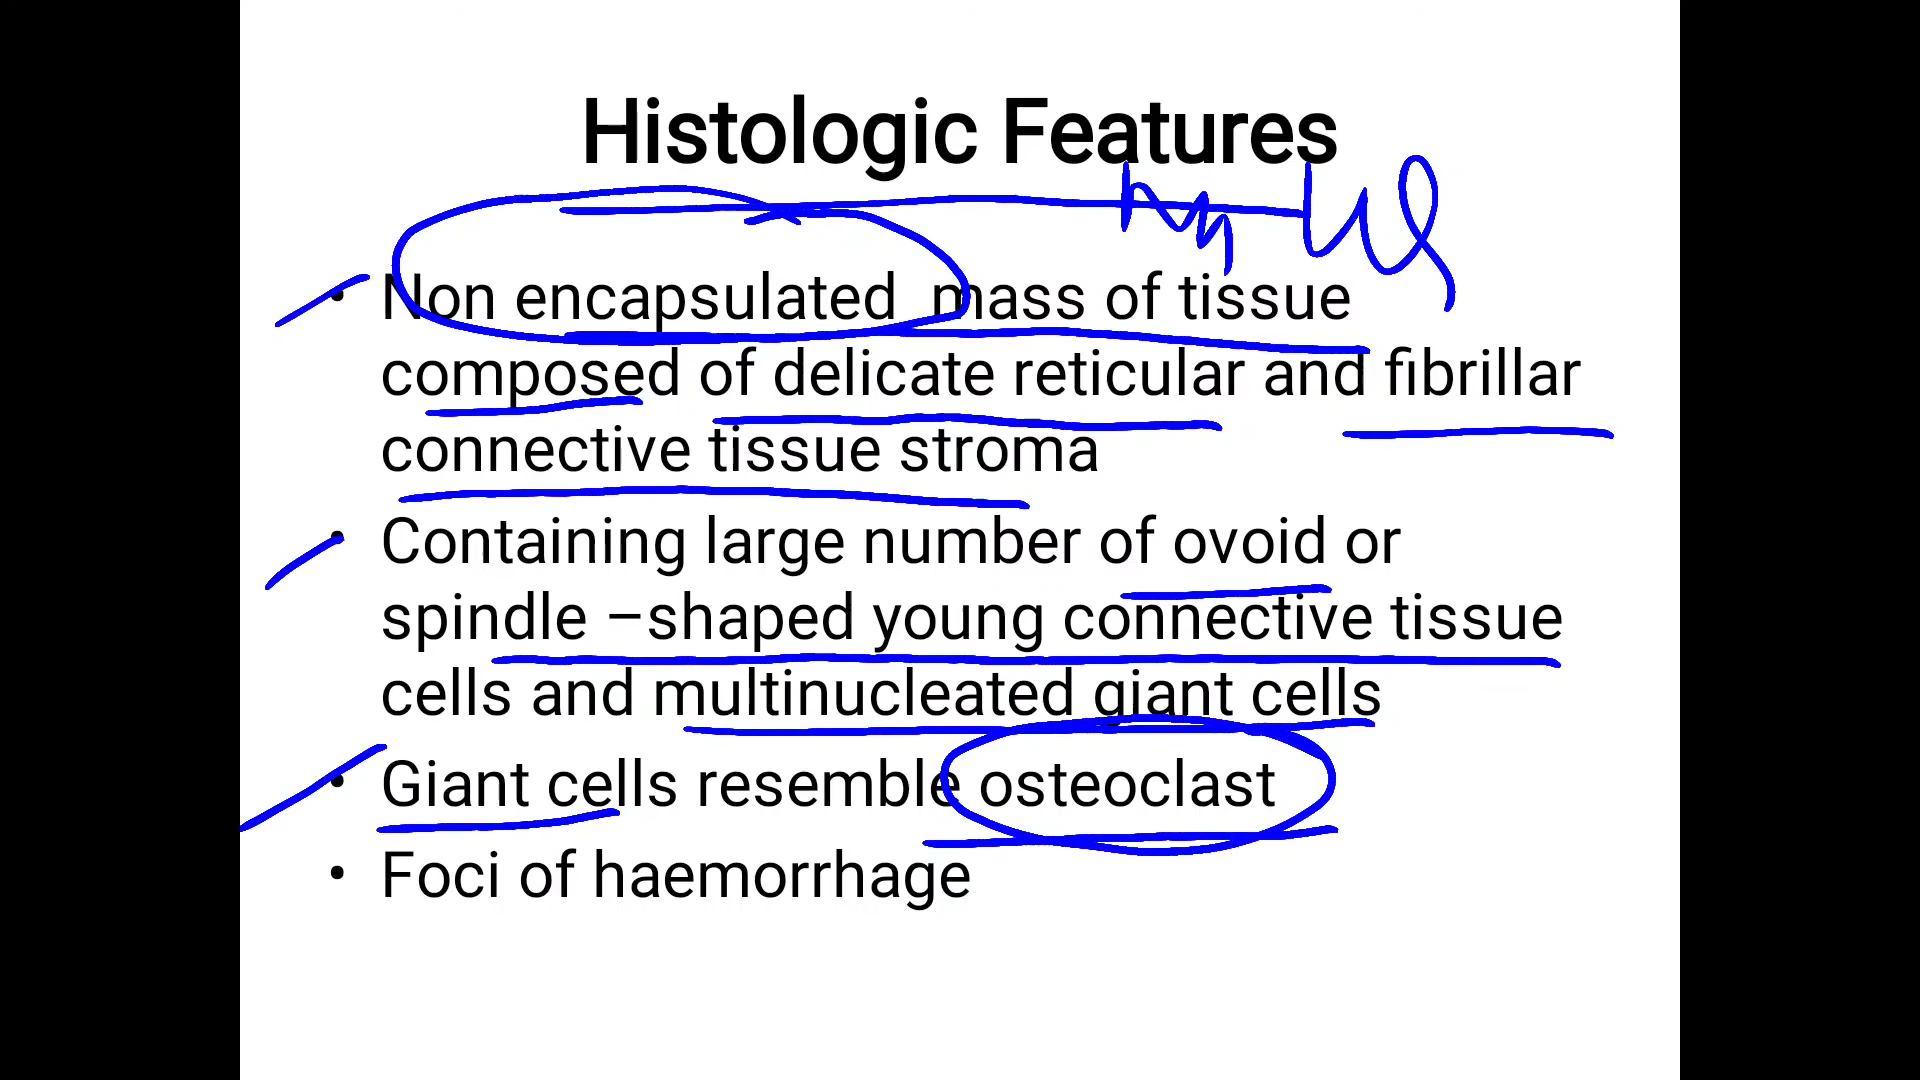 Histologic Features
• Non encapsulated mass of tissue
composed of delicate reticular and fibrillar
connective tissue stroma
• Containing large number of ovoid or
spindle –shaped young connective tissue
cells and multinucleated giant cells
• Giant cells resemble osteoclast
• Foci of haemorrhage